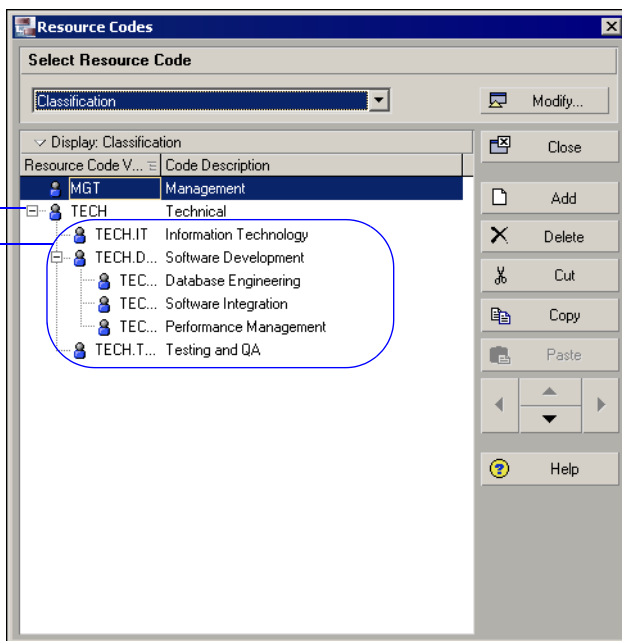 Resource Codes
Select Resource Code
Classification
Modify...
Display: Classification
Close
Resource Code V... Code Description
MGT Management
Add
TECH Technical
TECH.IT Information Technology
Delete
TECH.D... Software Development
TEC... Database Engineering
Cut
TEC... Software Integration
Copy
TEC... Performance Management
TECH.T... Testing and QA
Paste
Help